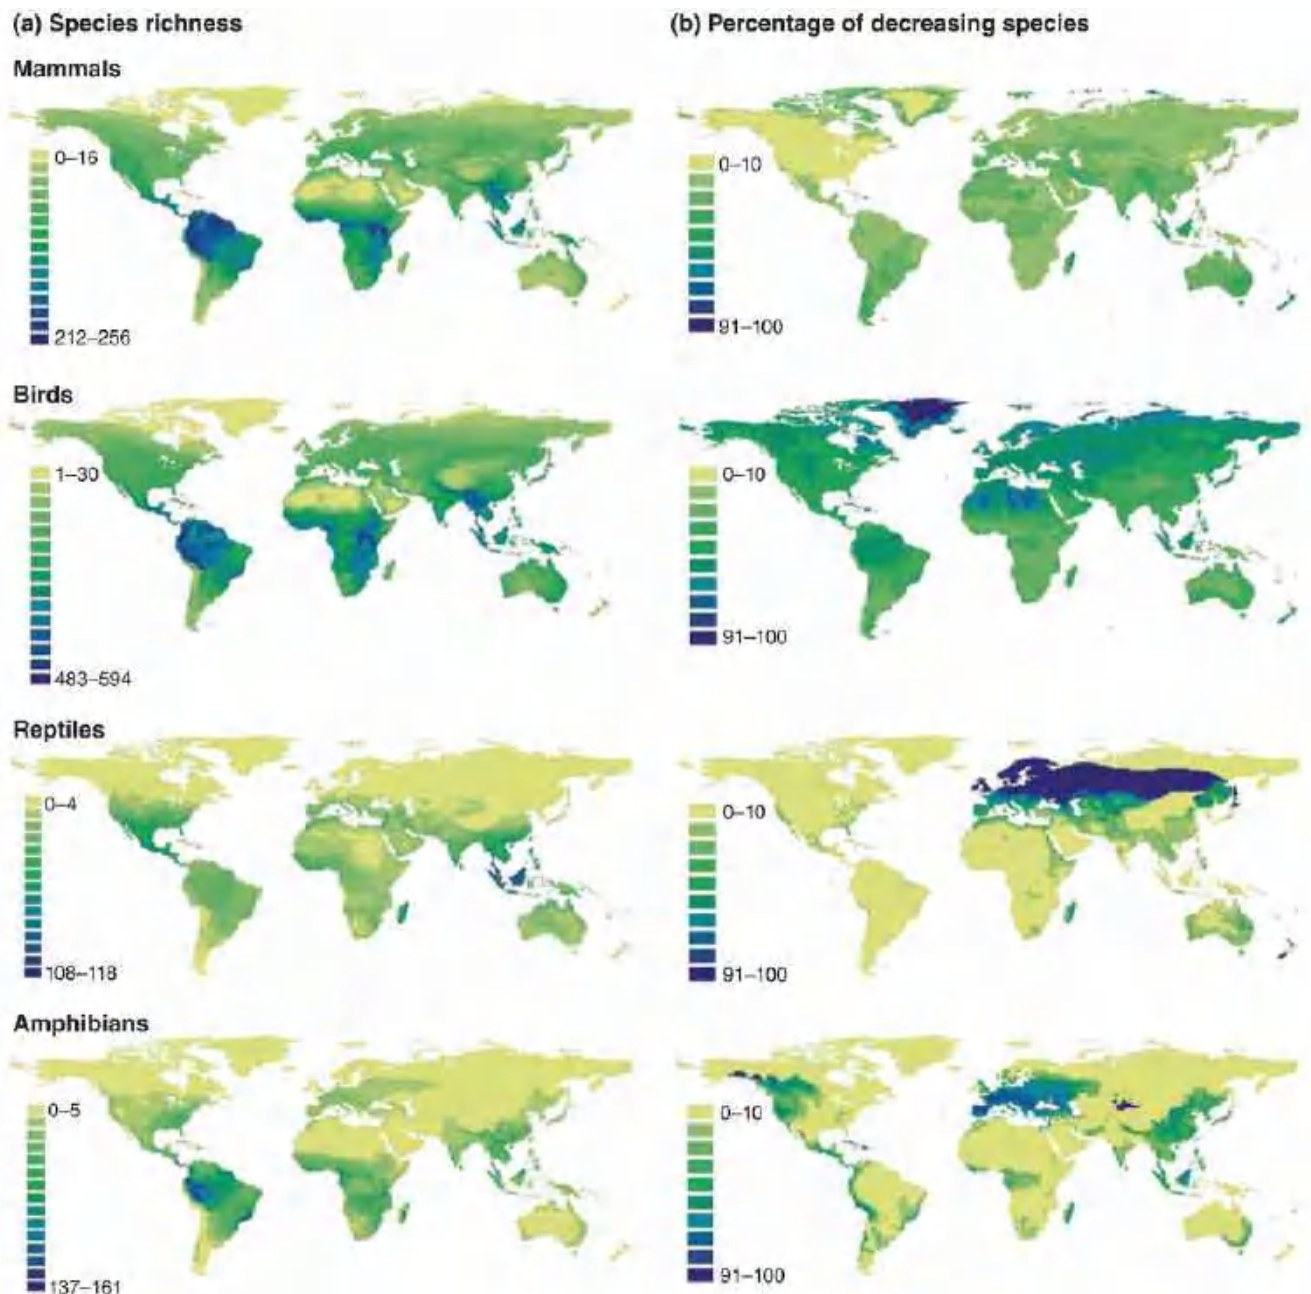 (a) Species richness
(b) Percentage of decreasing species
Mammals
0–16
212–256
0–10
91–100
Birds
1–30
483–594
0–10
91–100
Reptiles
0–4
108–118
0–10
91–100
Amphibians
0–5
137–161
0–10
91–100